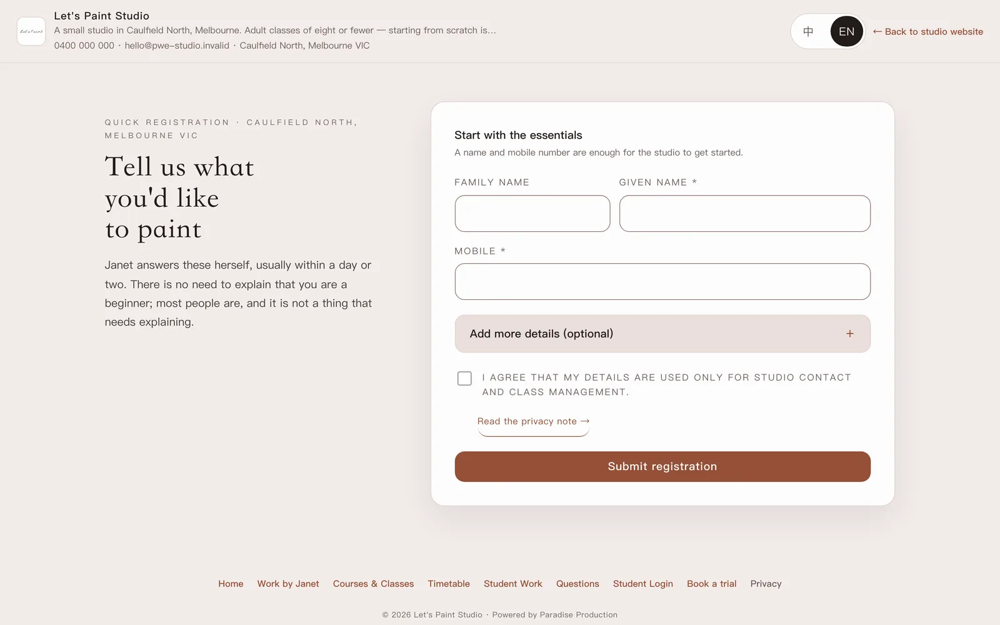 Let's Paint
Let's Paint Studio
A small studio in Caulfield North, Melbourne. Adult classes of eight or fewer — starting from scratch is…
0400 000 000 · hello@pwe-studio.invalid · Caulfield North, Melbourne VIC
中 EN
← Back to studio website
QUICK REGISTRATION · CAULFIELD NORTH,
MELBOURNE VIC
Tell us what
you'd like
to paint
Janet answers these herself, usually within a day or
two. There is no need to explain that you are a
beginner; most people are, and it is not a thing that
needs explaining.
Start with the essentials
A name and mobile number are enough for the studio to get started.
FAMILY NAME GIVEN NAME *
MOBILE *
Add more details (optional) +
I AGREE THAT MY DETAILS ARE USED ONLY FOR STUDIO CONTACT
AND CLASS MANAGEMENT.
Read the privacy note →
Submit registration
Home Work by Janet Courses & Classes Timetable Student Work Questions Student Login Book a trial Privacy
© 2026 Let's Paint Studio · Powered by Paradise Production